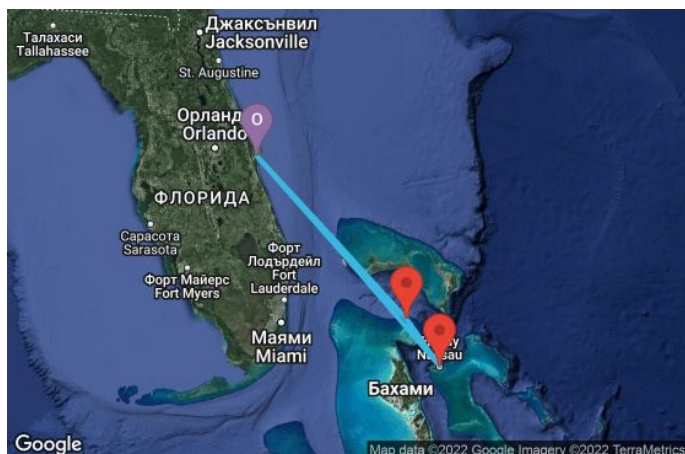 Талахаси
Tallahassee
Джаксънвил
Jacksonville
St. Augustine
Орланд
Orlando
O
ФЛОРИДА
Сарасота
Sarasota
Форт
Лодърдейл
Fort
Lauderdale
Форт Майерс
Fort Myers
Маями
Miami
Бахами
Google
Map data ©2022 Google Imagery ©2022 TerraMetrics